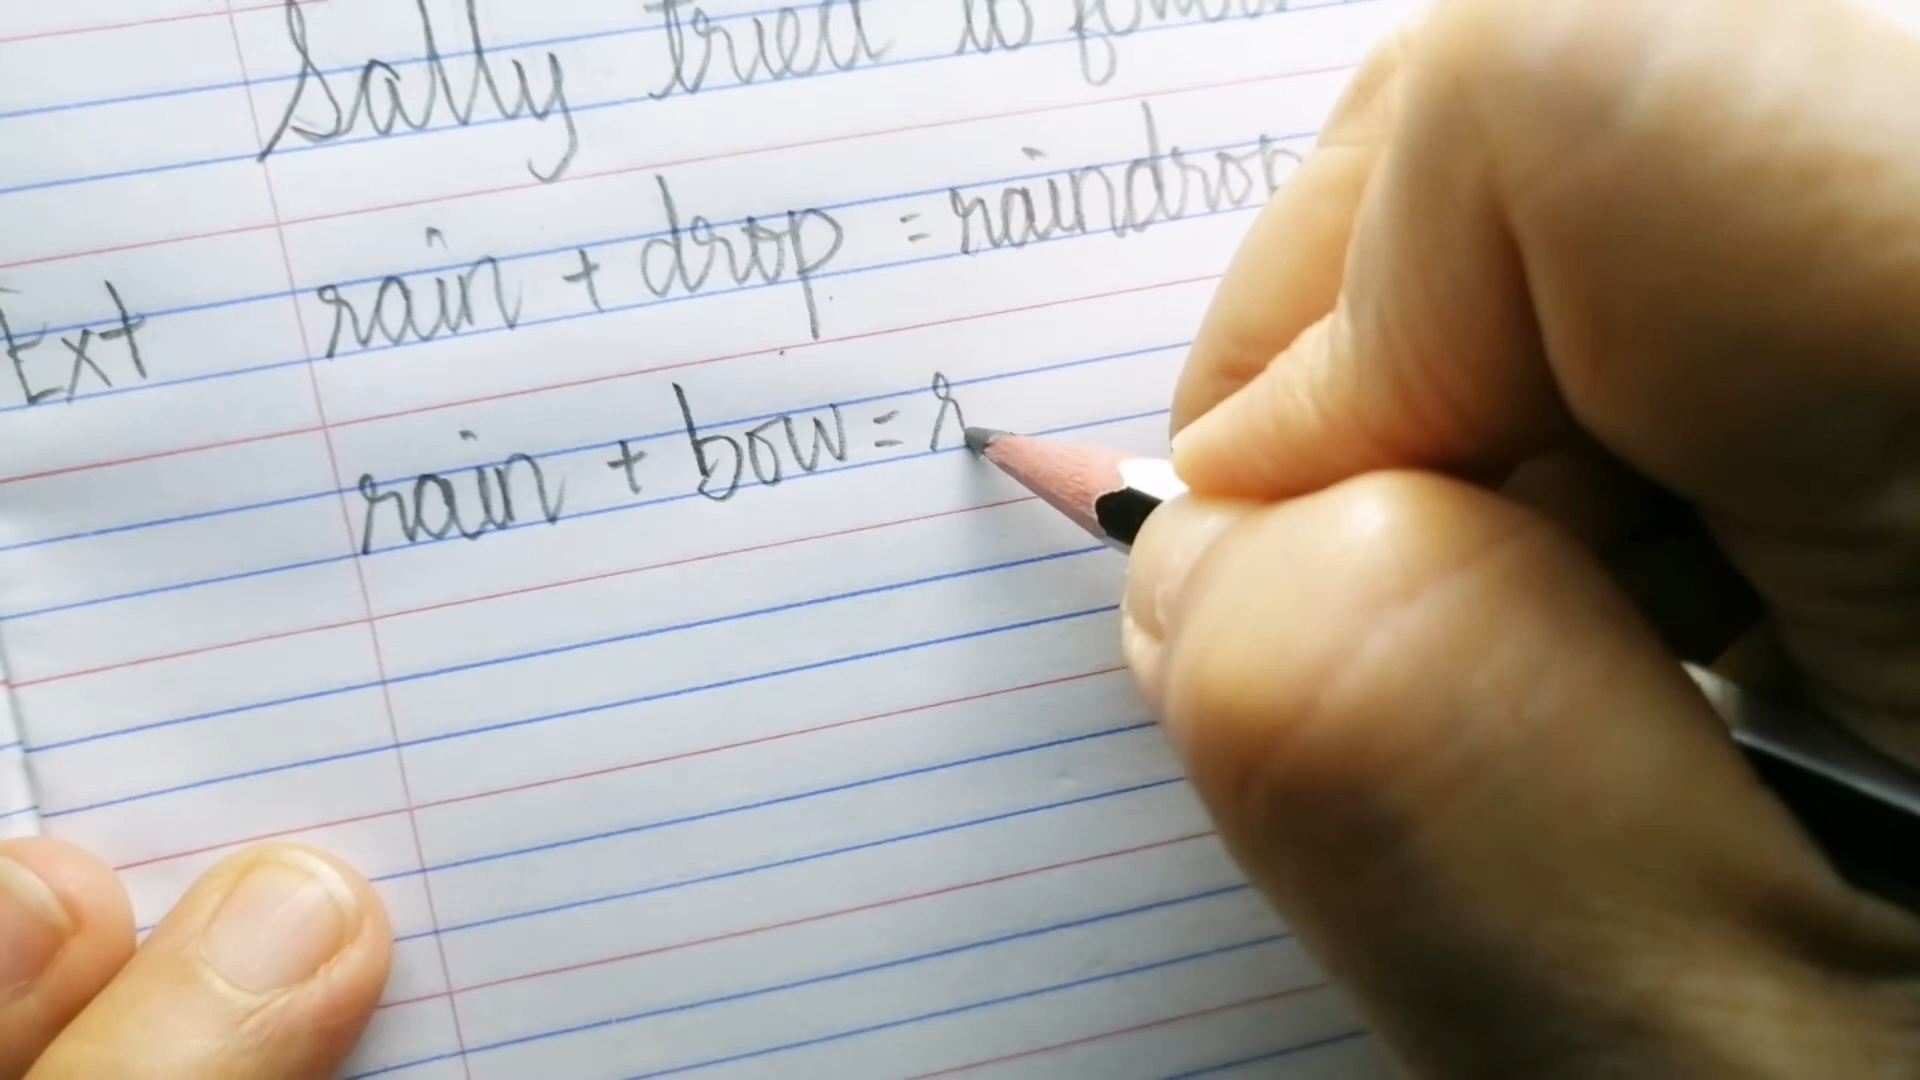 Sally tried to
Ext rain + drop = raindrop
rain + bow = r